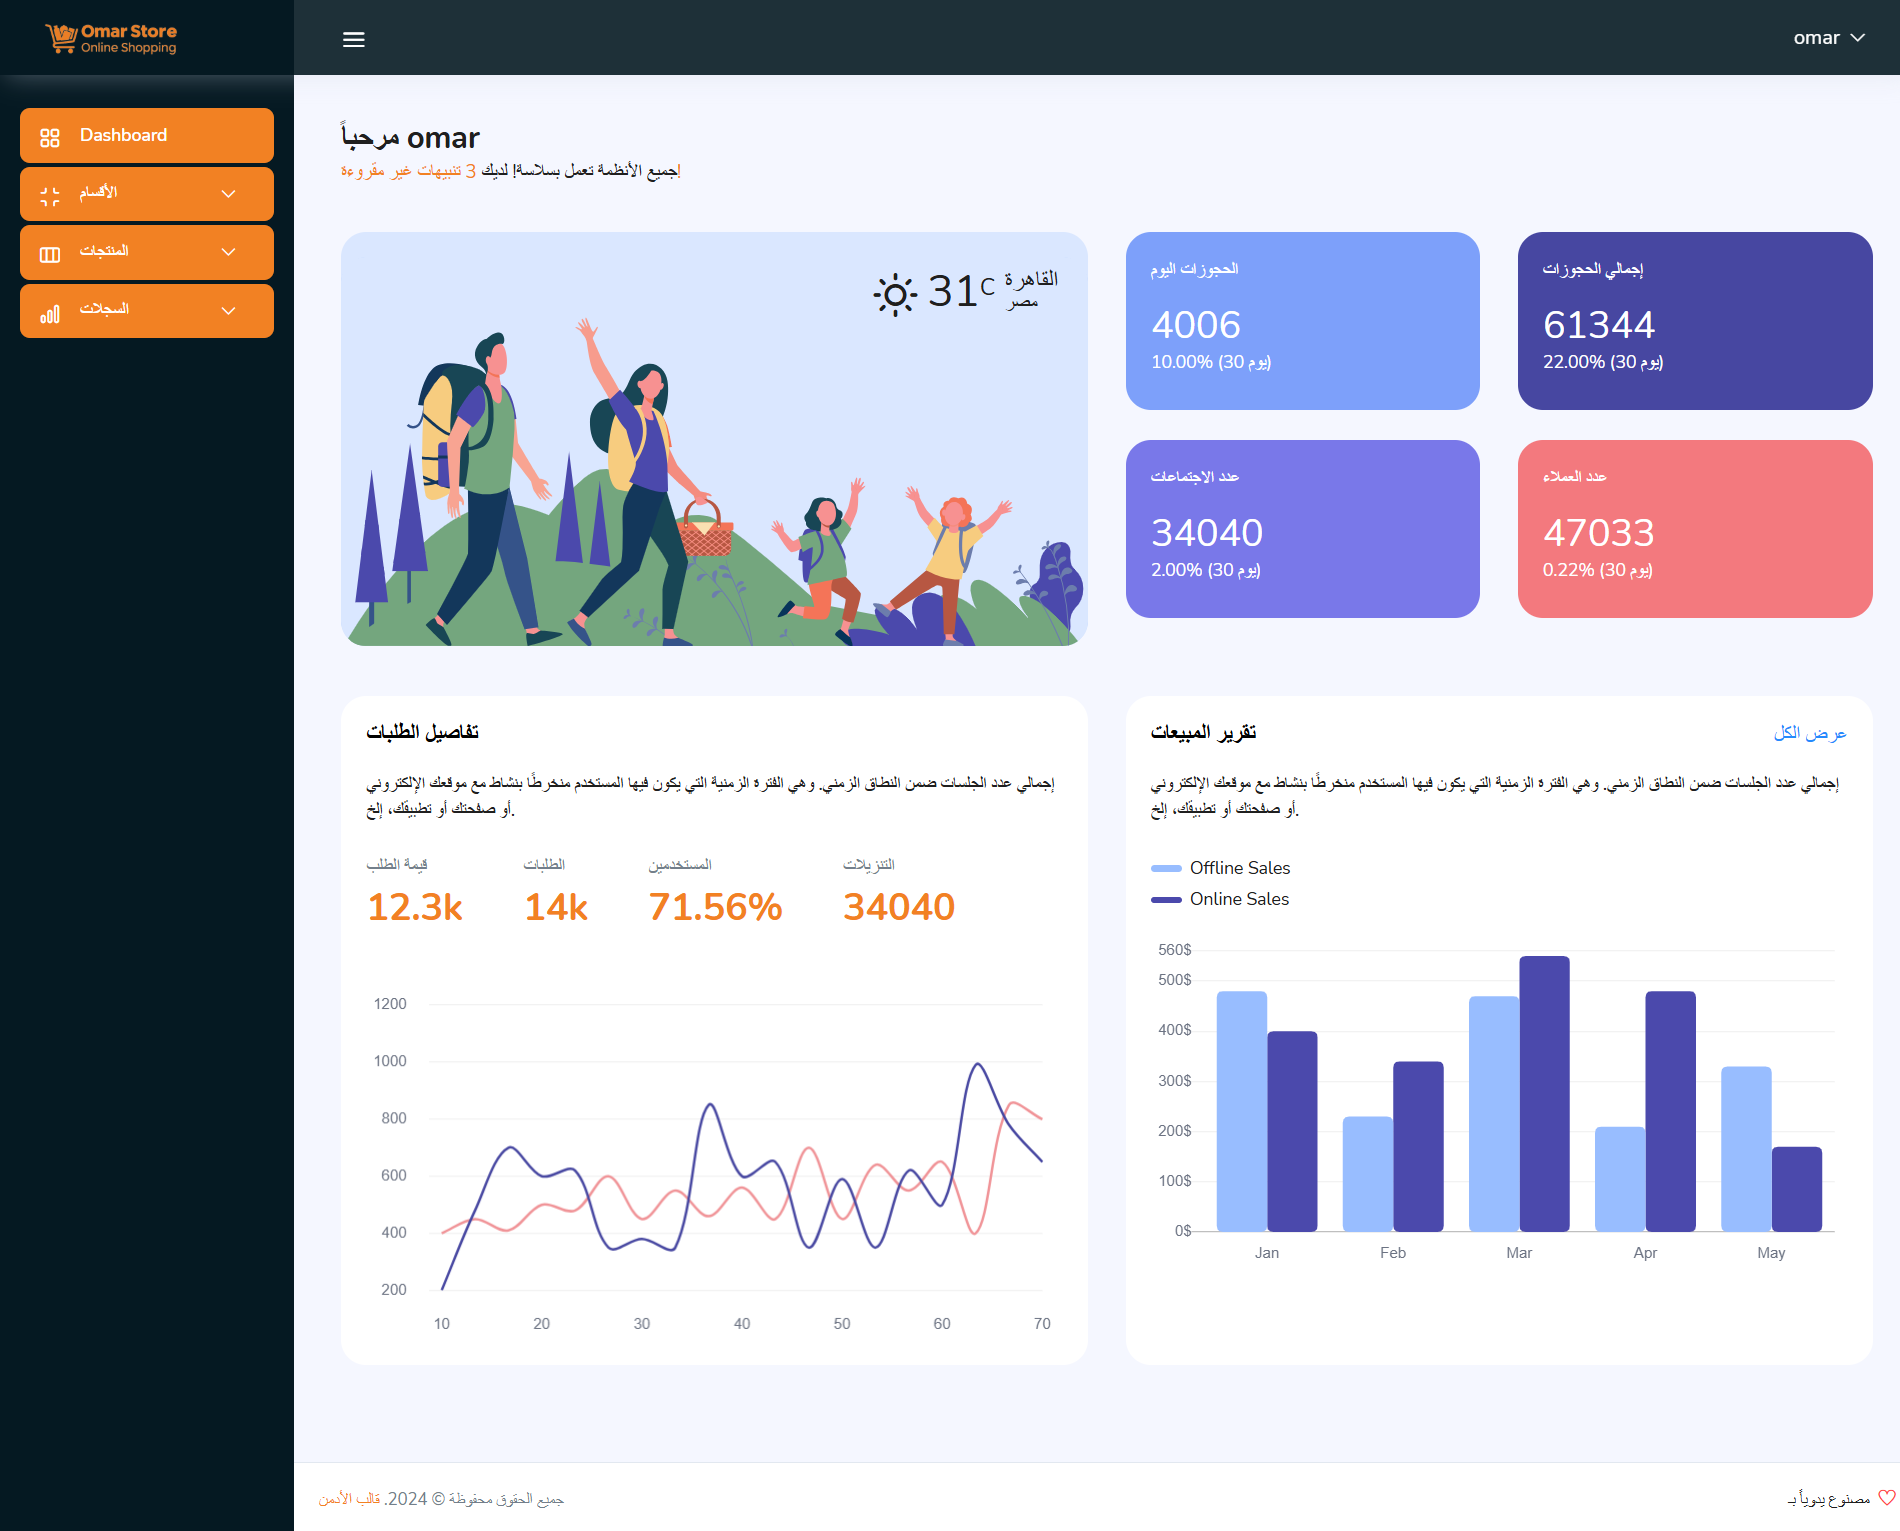 Omar Store
Online Shopping
omar
Dashboard
الأقسام
المنتجات
السجلات
مرحباً omar
جميع الأنظمة تعمل بسلاسة! لديك 3 تنبيهات غير مقروءة!
31C القاهرة
مصر
الحجوزات اليوم
4006
10.00% (30 يوم)
إجمالي الحجوزات
61344
22.00% (30 يوم)
عدد الاجتماعات
34040
2.00% (30 يوم)
عدد العملاء
47033
0.22% (30 يوم)
تفاصيل الطلبات
إجمالي عدد الجلسات ضمن النطاق الزمني. وهي الفترة الزمنية التي يكون فيها المستخدم منخرطًا بنشاط مع موقعك الإلكتروني
أو صفحتك أو تطبيقك، إلخ.
قيمة الطلب
12.3k
الطلبات
14k
المستخدمين
71.56%
التنزيلات
34040
1200
1000
800
600
400
200
10 20 30 40 50 60 70
تقرير المبيعات
عرض الكل
إجمالي عدد الجلسات ضمن النطاق الزمني. وهي الفترة الزمنية التي يكون فيها المستخدم منخرطًا بنشاط مع موقعك الإلكتروني
أو صفحتك أو تطبيقك، إلخ.
Offline Sales
Online Sales
560$
500$
400$
300$
200$
100$
0$
Jan Feb Mar Apr May
جميع الحقوق محفوظة © 2024. قالب الأدمن
مصنوع يدوياً بـ